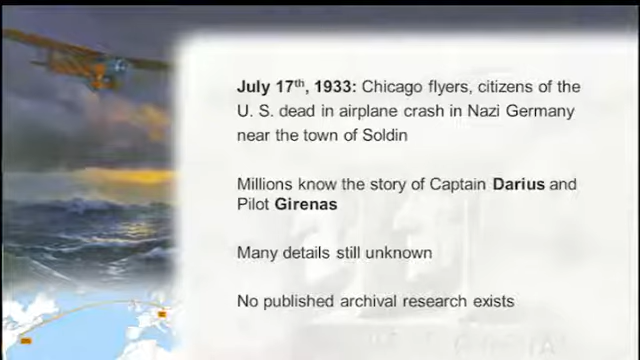 July 17th, 1933: Chicago flyers, citizens of the
U. S. dead in airplane crash in Nazi Germany
near the town of Soldin
Millions know the story of Captain Darius and
Pilot Girenas
Many details still unknown
No published archival research exists